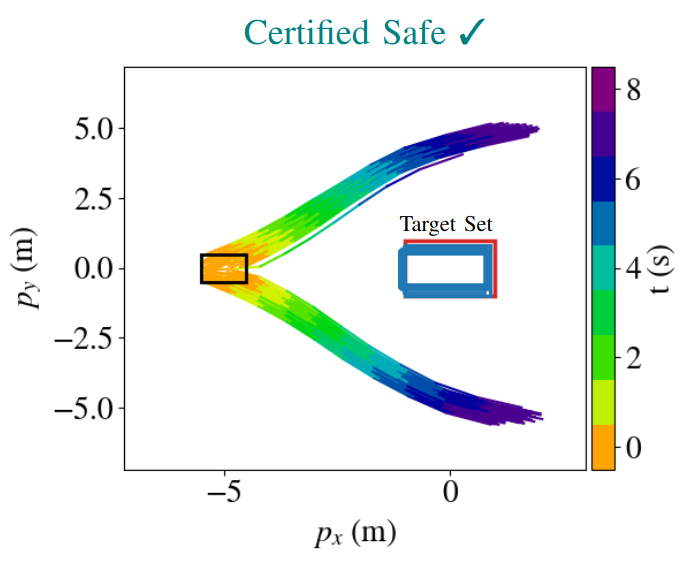 Certified Safe ✓
5.0
2.5
0.0
−2.5
−5.0
p_y (m)
Target Set
−5
0
p_x (m)
8
6
4
2
0
t (s)